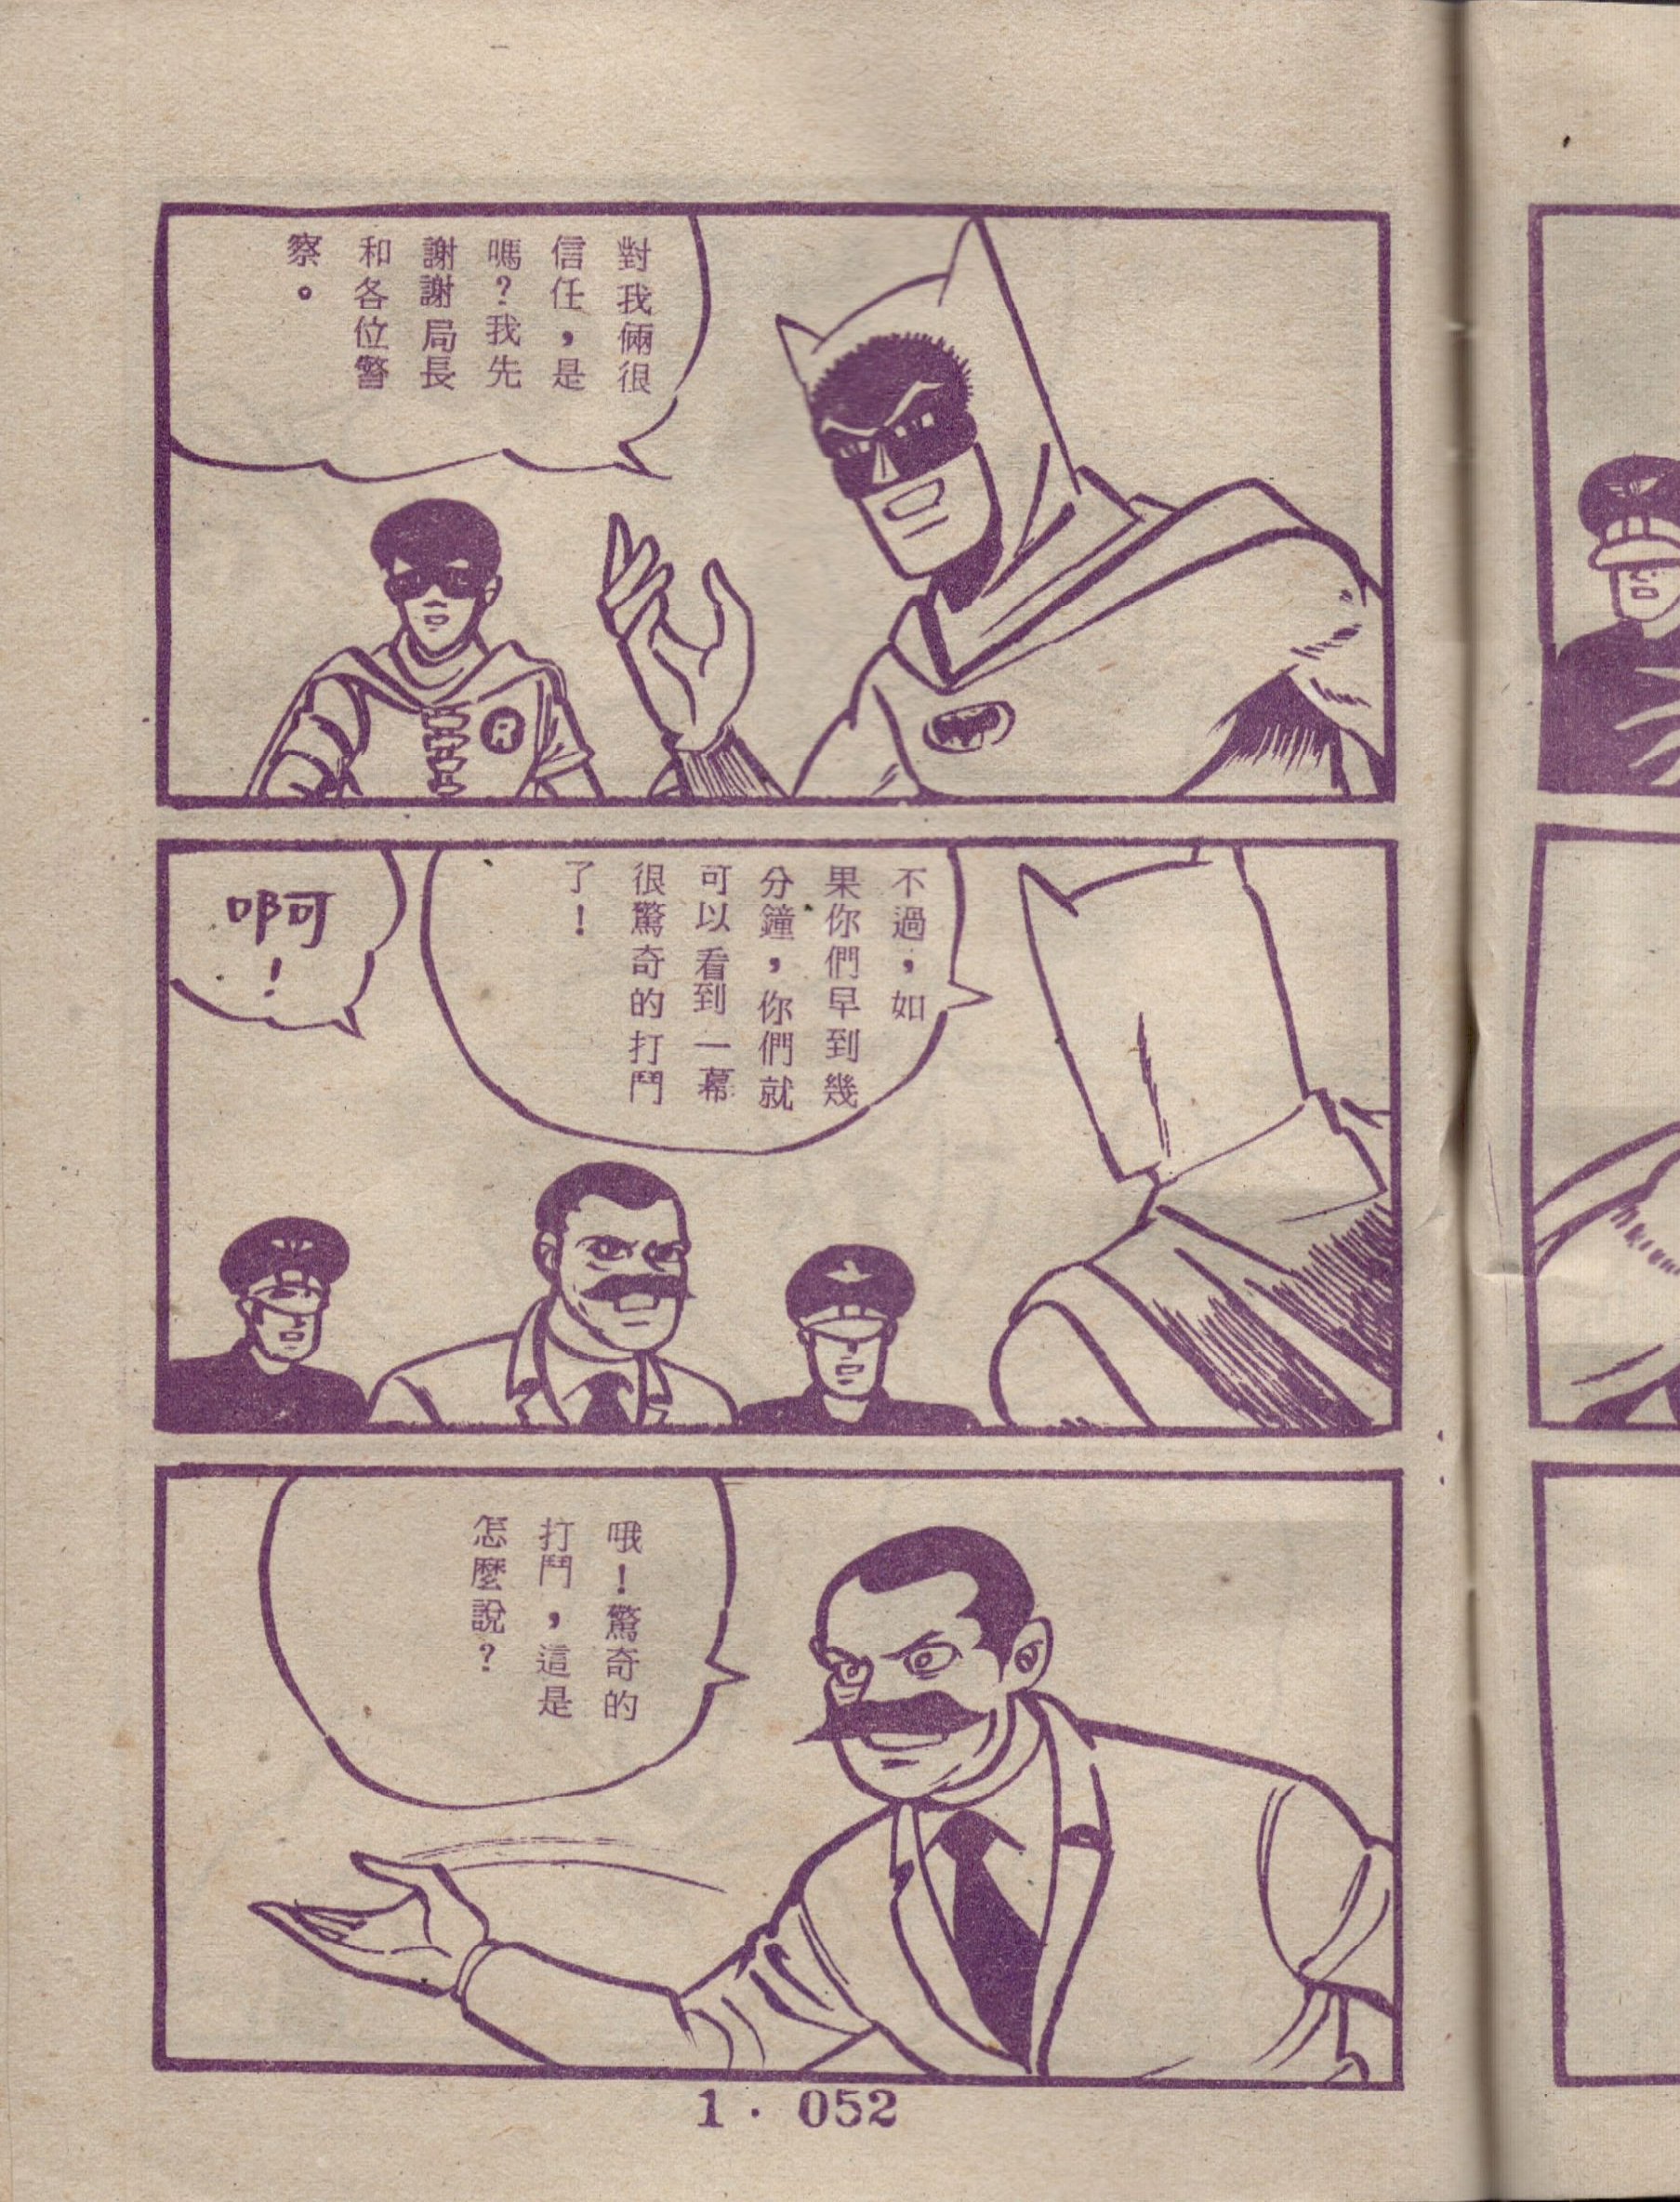 對我倆很
信任，是
嗎？我先
謝謝局長
和各位警
察。
R
不過，如
果你們早到幾
分鐘，你們就
可以看到一幕
很驚奇的打鬥
了！
啊！
哦！驚奇的
打鬥，這是
怎麼說？
1·052